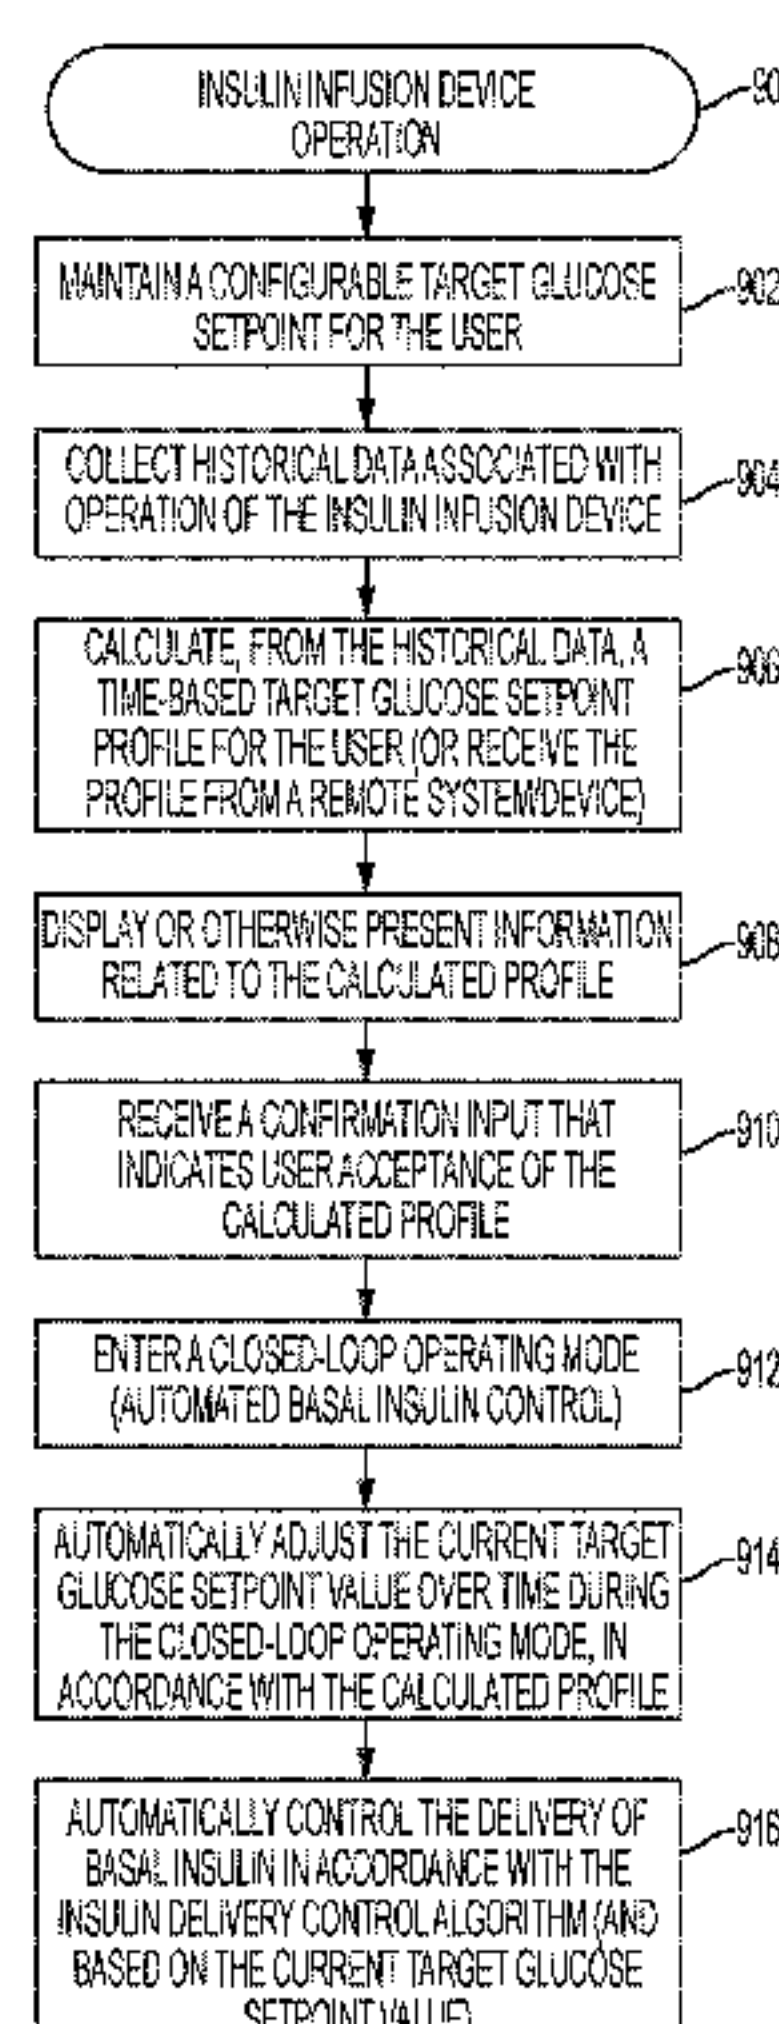 INSULIN INFUSION DEVICE
OPERATION
90
MAINTAIN A CONFIGURABLE TARGET GLUCOSE
SETPOINT FOR THE USER
902
COLLECT HISTORICAL DATA ASSOCIATED WITH
OPERATION OF THE INSULIN INFUSION DEVICE
904
CALCULATE, FROM THE HISTORICAL DATA, A
TIME-BASED TARGET GLUCOSE SETPOINT
PROFILE FOR THE USER (OR RECEIVE THE
PROFILE FROM A REMOTE SYSTEM/DEVICE)
906
DISPLAY OR OTHERWISE PRESENT INFORMATION
RELATED TO THE CALCULATED PROFILE
908
RECEIVE A CONFIRMATION INPUT THAT
INDICATES USER ACCEPTANCE OF THE
CALCULATED PROFILE
910
ENTER A CLOSED-LOOP OPERATING MODE
(AUTOMATED BASAL INSULIN CONTROL)
912
AUTOMATICALLY ADJUST THE CURRENT TARGET
GLUCOSE SETPOINT VALUE OVER TIME DURING
THE CLOSED-LOOP OPERATING MODE, IN
ACCORDANCE WITH THE CALCULATED PROFILE
914
AUTOMATICALLY CONTROL THE DELIVERY OF
BASAL INSULIN IN ACCORDANCE WITH THE
INSULIN DELIVERY CONTROL ALGORITHM (AND
BASED ON THE CURRENT TARGET GLUCOSE
SETPOINT VALUE)
916